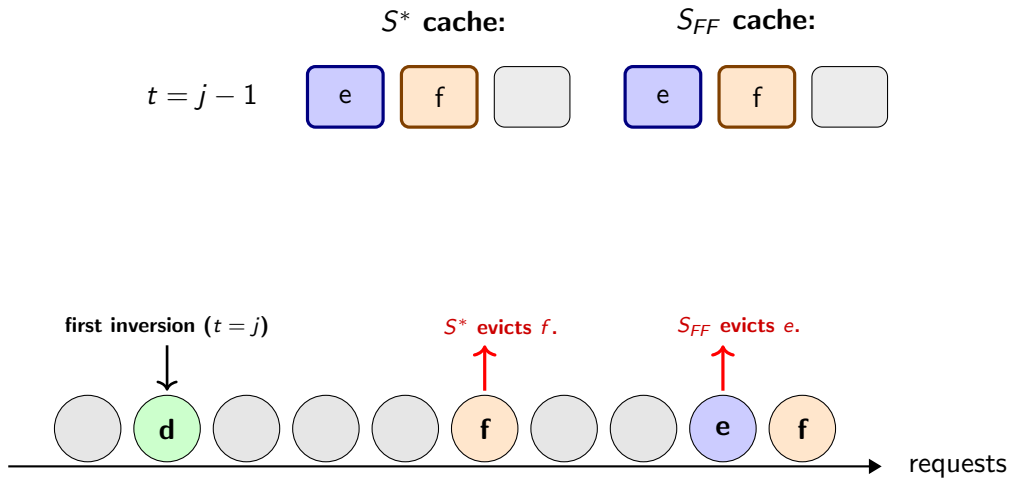 S* cache: S_FF cache:
t = j − 1 e f e f
first inversion (t = j) S* evicts f. S_FF evicts e.
d f e f
requests